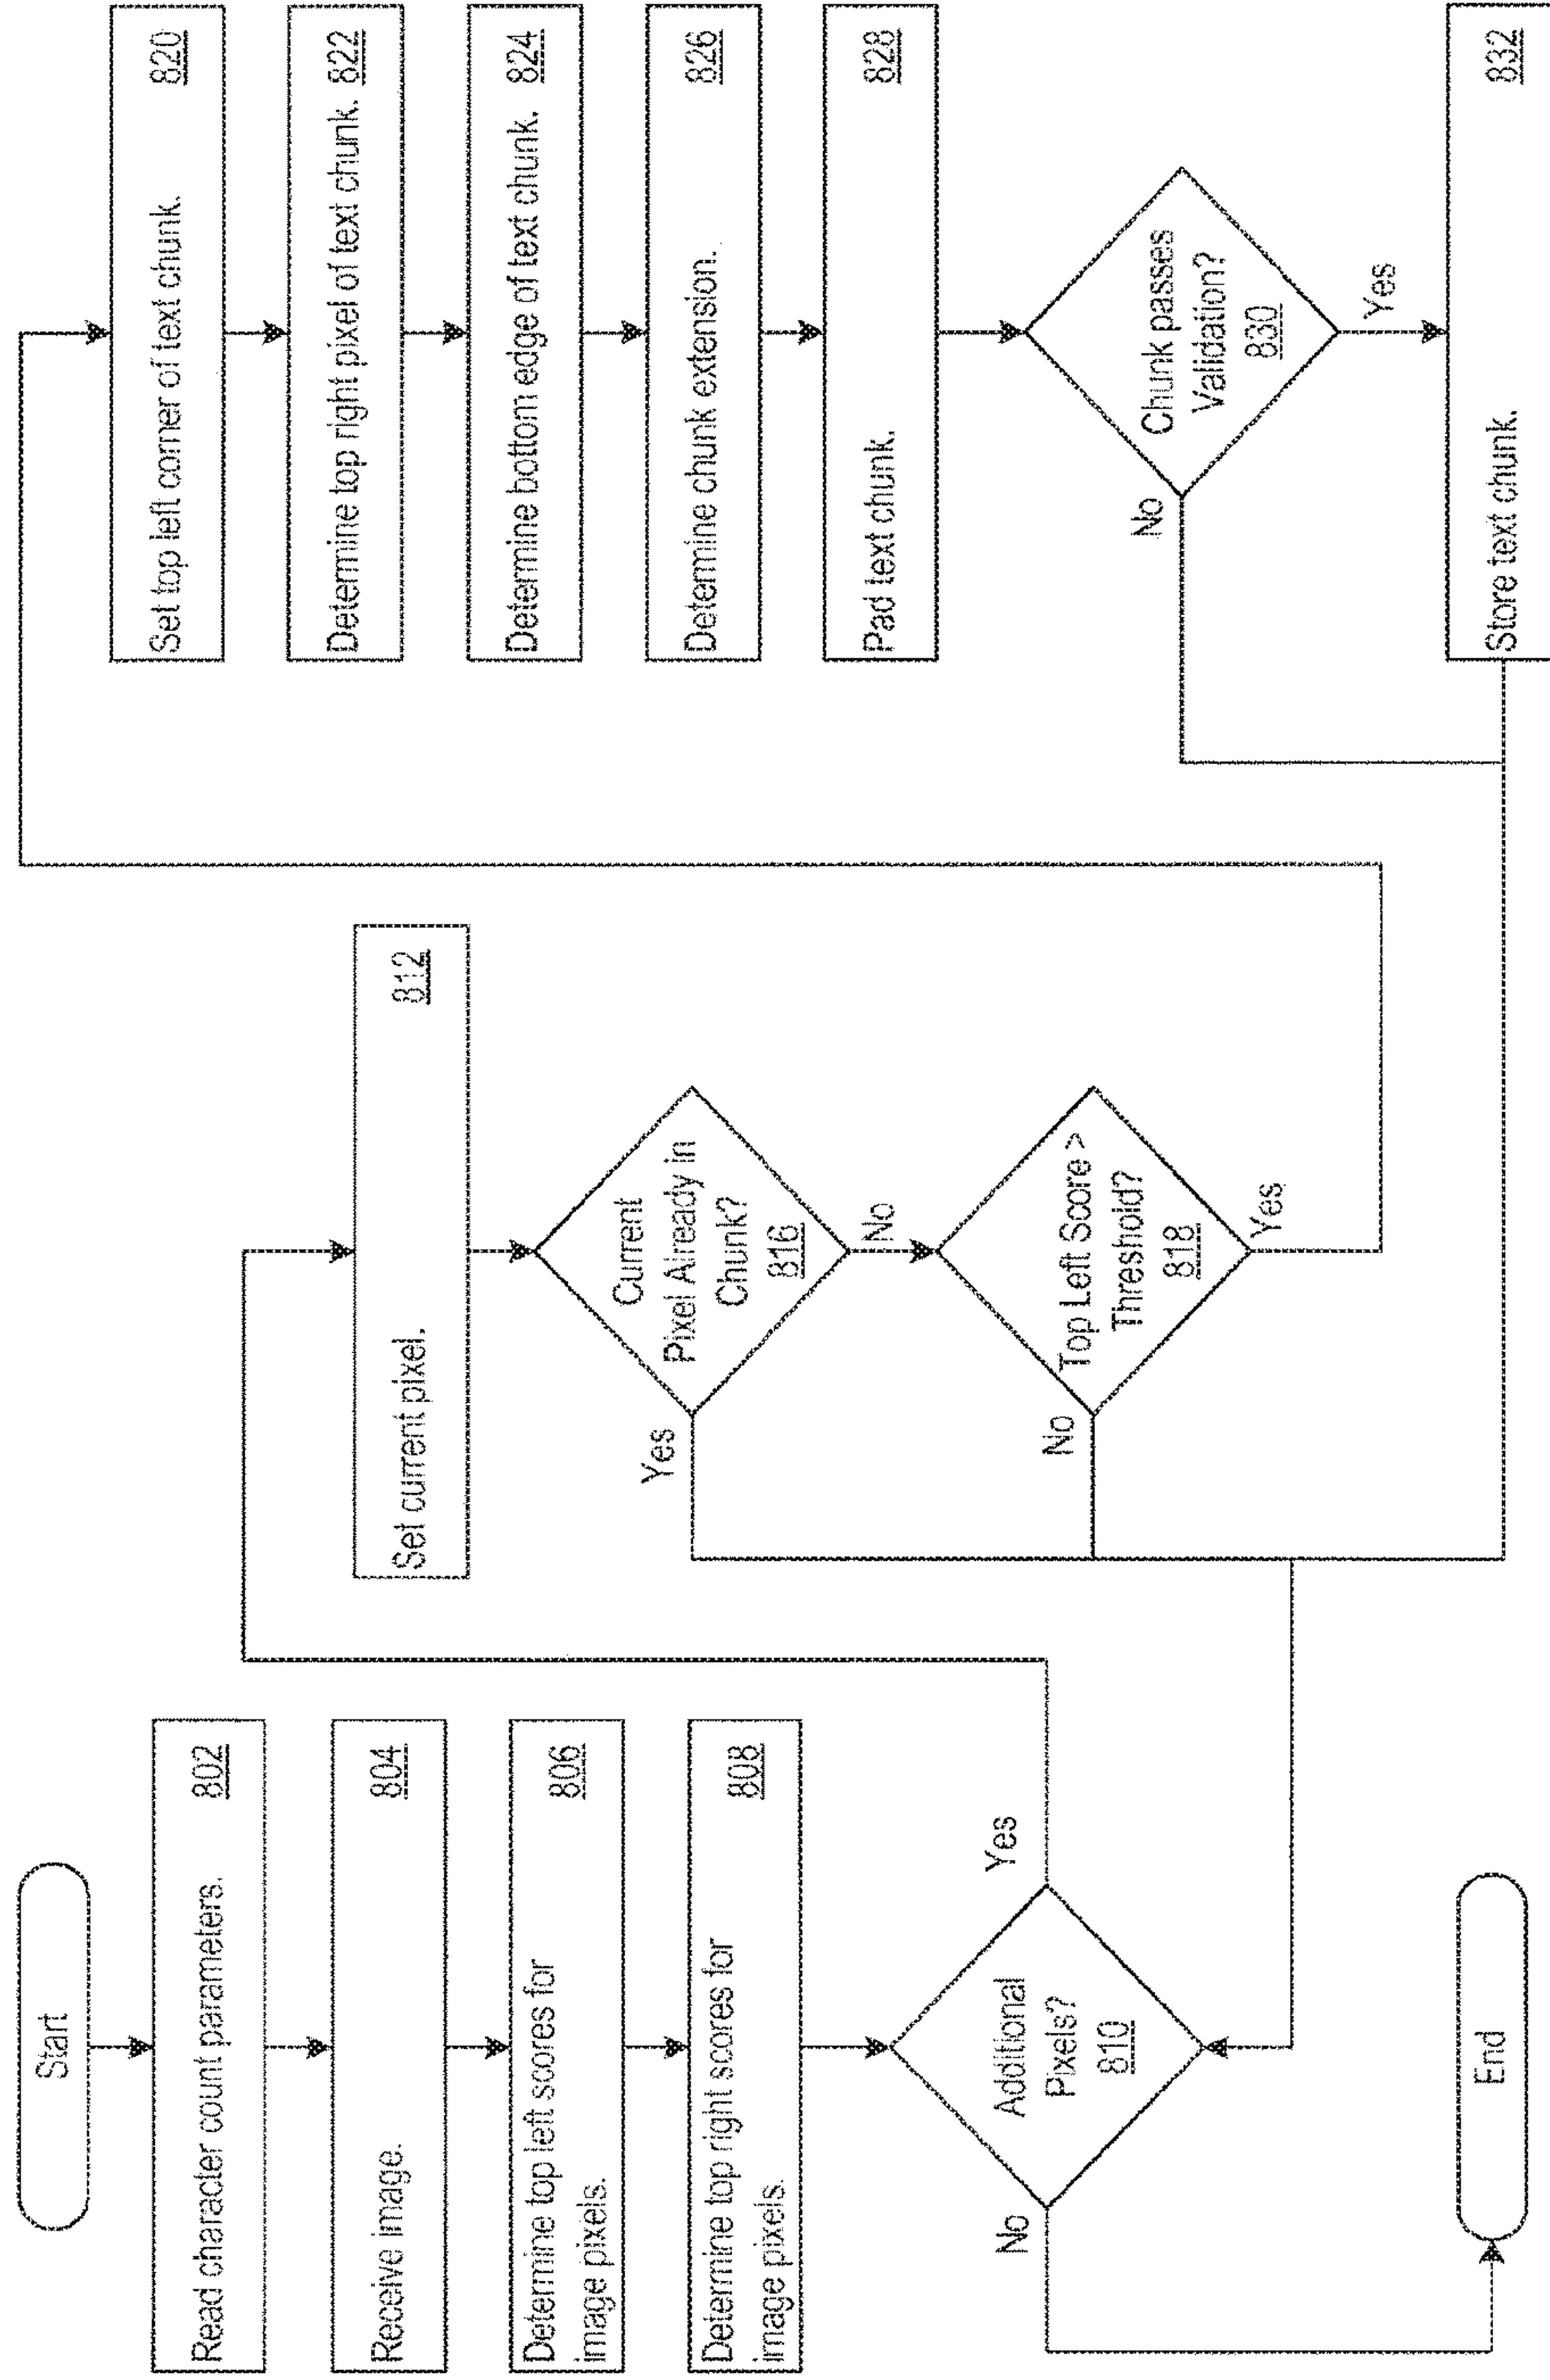 Start
Read character count parameters. 802
Receive image. 804
Determine top left scores for 806
image pixels.
Determine top right scores for 808
image pixels.
Additional
Pixels?
810
Yes
No
End
Set current pixel. 812
Current
Pixel Already in
Chunk?
816
Yes
No
Top Left Score >
Threshold?
818
No
Yes
Set top left corner of text chunk. 820
Determine top right pixel of text chunk. 822
Determine bottom edge of text chunk. 824
Determine chunk extension. 826
Pad text chunk. 828
Chunk passes
Validation?
830
No
Yes
Store text chunk. 832